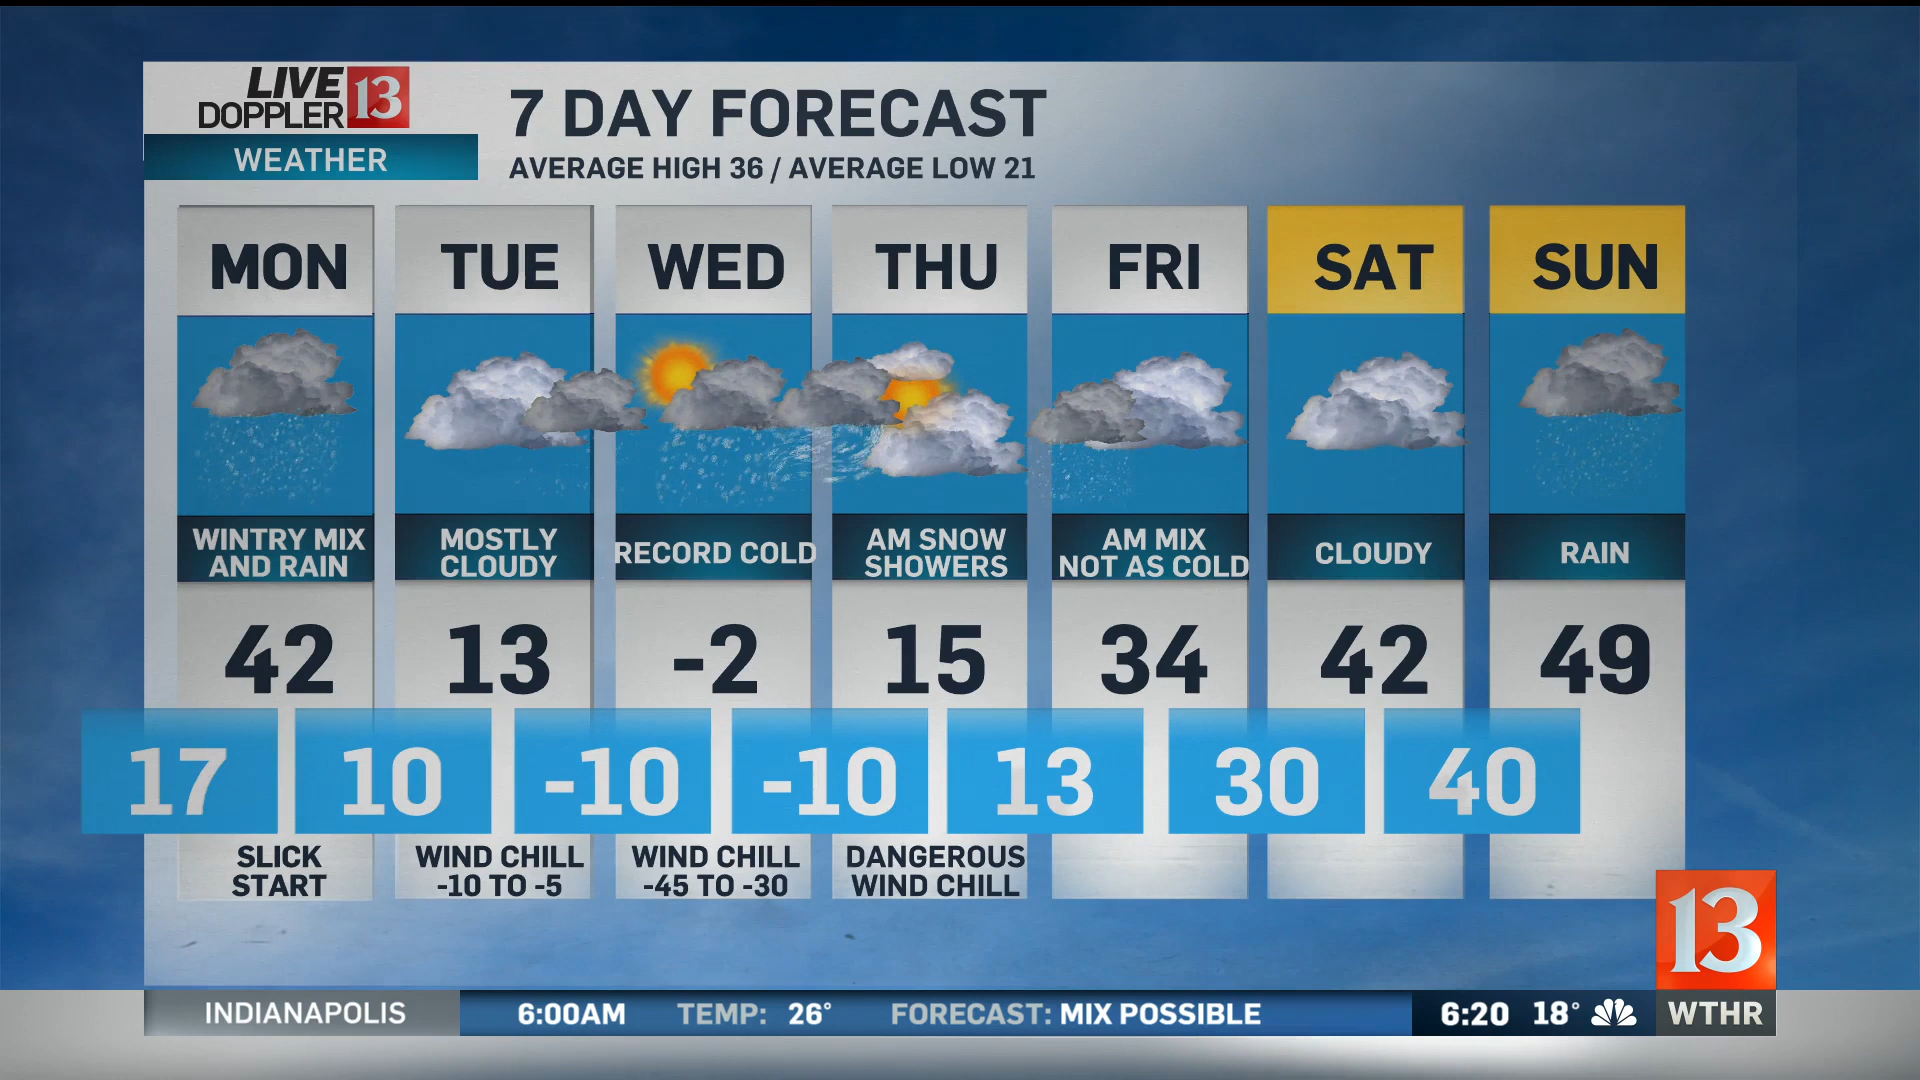 LIVE
DOPPLER 13
WEATHER
7 DAY FORECAST
AVERAGE HIGH 36 / AVERAGE LOW 21
MON TUE WED THU FRI SAT SUN
WINTRY MIX
AND RAIN
MOSTLY
CLOUDY
RECORD COLD
AM SNOW
SHOWERS
AM MIX
NOT AS COLD
CLOUDY
RAIN
42 13 -2 15 34 42 49
17 10 -10 -10 13 30 40
SLICK
START
WIND CHILL
-10 TO -5
WIND CHILL
-45 TO -30
DANGEROUS
WIND CHILL
13
INDIANAPOLIS 6:00AM TEMP: 26° FORECAST: MIX POSSIBLE 6:20 18° WTHR